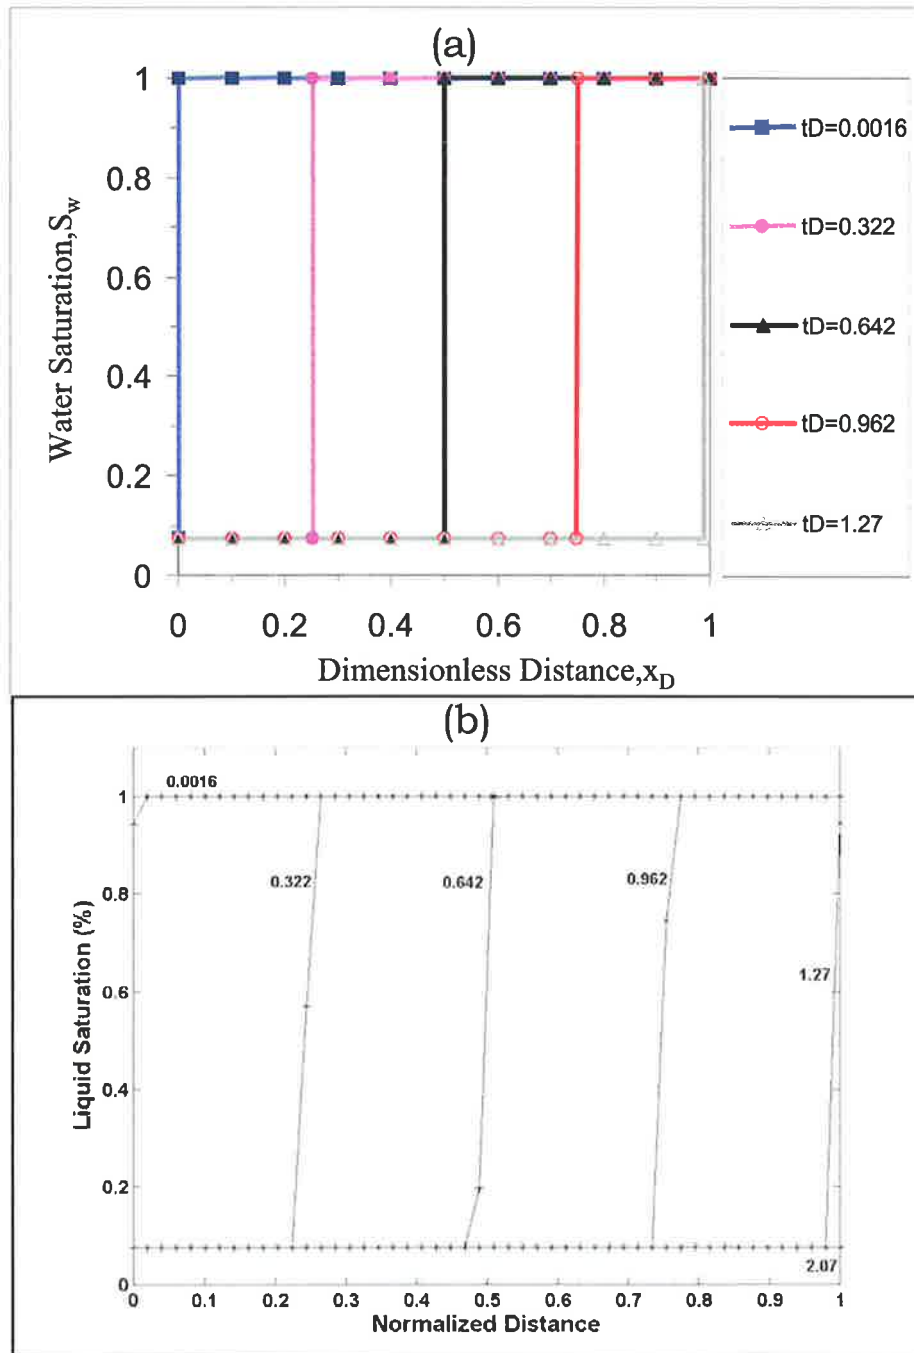 (a)
1
0.8
0.6
0.4
0.2
0
Water Saturation,S_w
0 0.2 0.4 0.6 0.8 1
Dimensionless Distance,x_D
tD=0.0016
tD=0.322
tD=0.642
tD=0.962
tD=1.27
(b)
0.0016
1
0.322 0.642 0.962
0.8
1.27
0.6
0.4
0.2
2.07
0
Liquid Saturation (%)
0 0.1 0.2 0.3 0.4 0.5 0.6 0.7 0.8 0.9 1
Normalized Distance